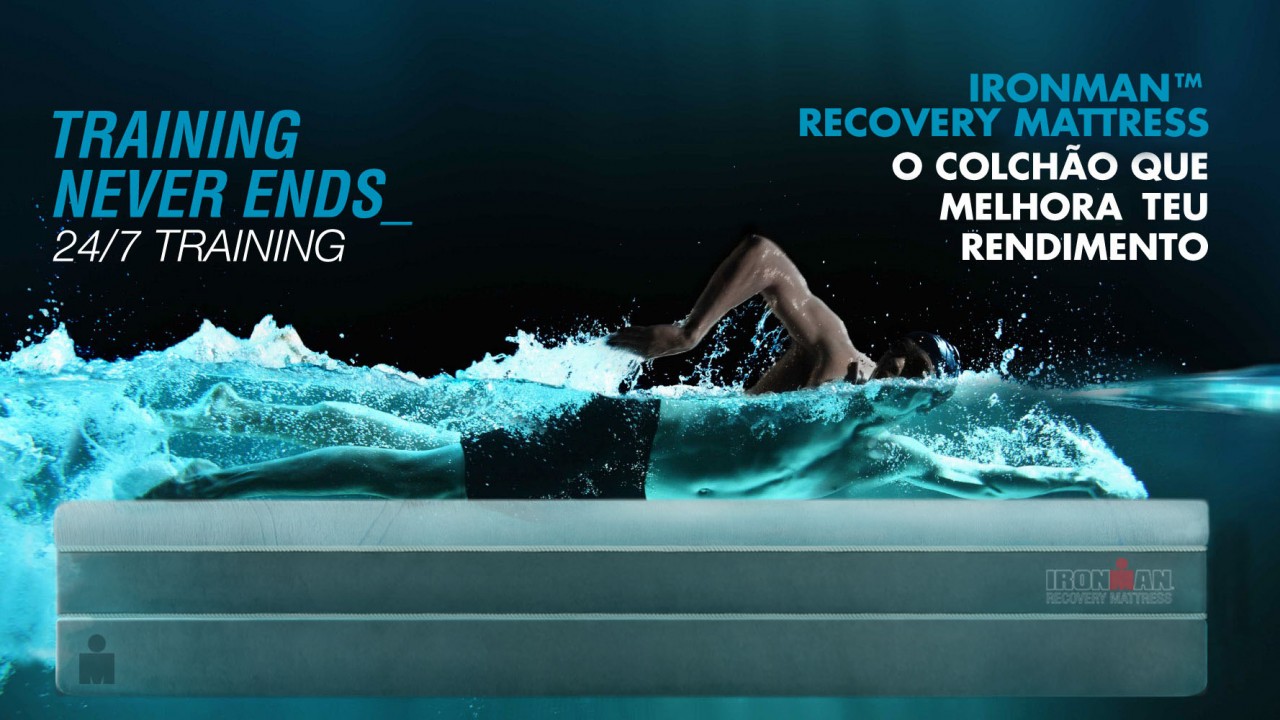 TRAINING
NEVER ENDS_
24/7 TRAINING
IRONMAN™
RECOVERY MATTRESS
O COLCHÃO QUE
MELHORA TEU
RENDIMENTO
IRONMAN
RECOVERY MATTRESS